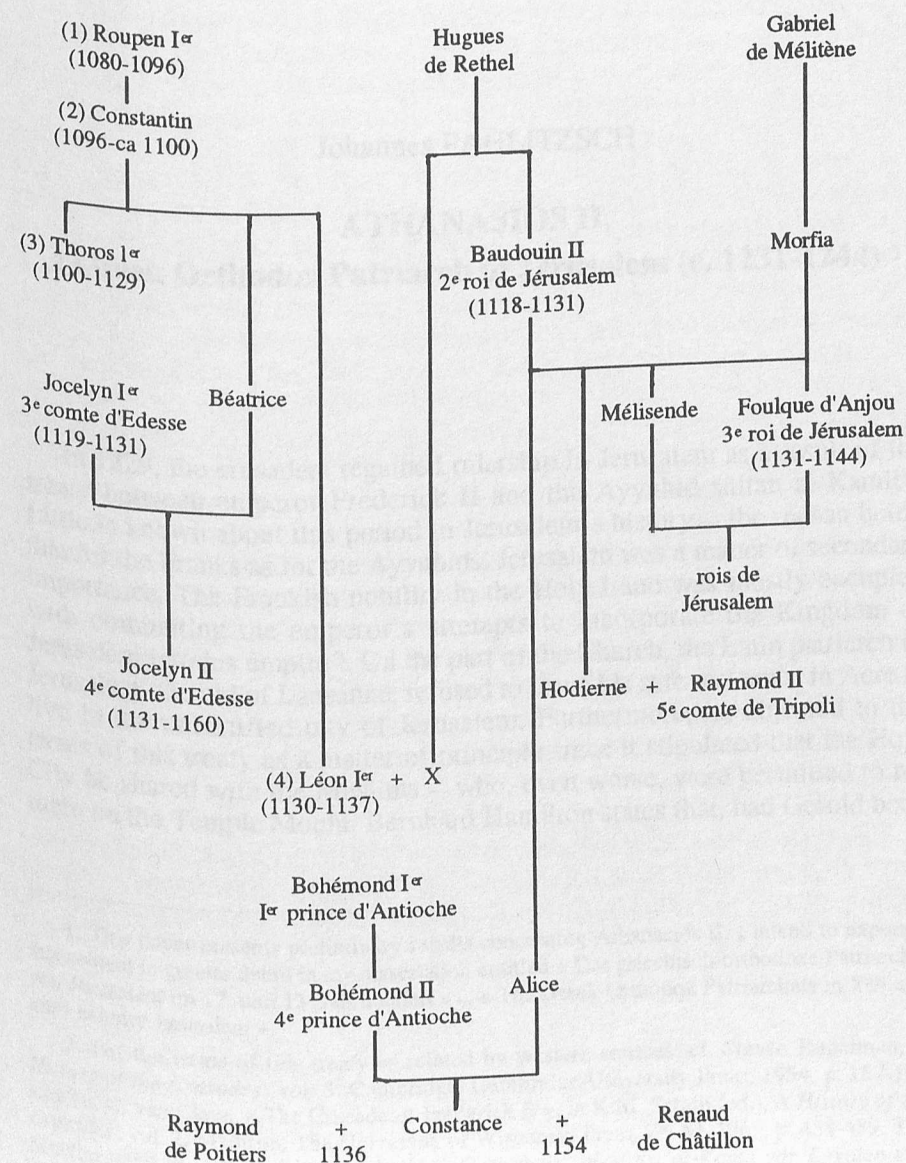 (1) Roupen Ier
(1080-1096)
Hugues
de Rethel
Gabriel
de Mélitène
(2) Constantin
(1096-ca 1100)
(3) Thoros 1er
(1100-1129)
Baudouin II
2e roi de Jérusalem
(1118-1131)
Morfia
Jocelyn Ier
3e comte d'Edesse
(1119-1131)
Béatrice
Mélisende
Foulque d'Anjou
3e roi de Jérusalem
(1131-1144)
rois de
Jérusalem
Jocelyn II
4e comte d'Edesse
(1131-1160)
Hodierne + Raymond II
5e comte de Tripoli
(4) Léon Ier + X
(1130-1137)
Bohémond Ier
Ier prince d'Antioche
Bohémond II
4e prince d'Antioche
Alice
Raymond
de Poitiers
+
1136
Constance
+
1154
Renaud
de Châtillon